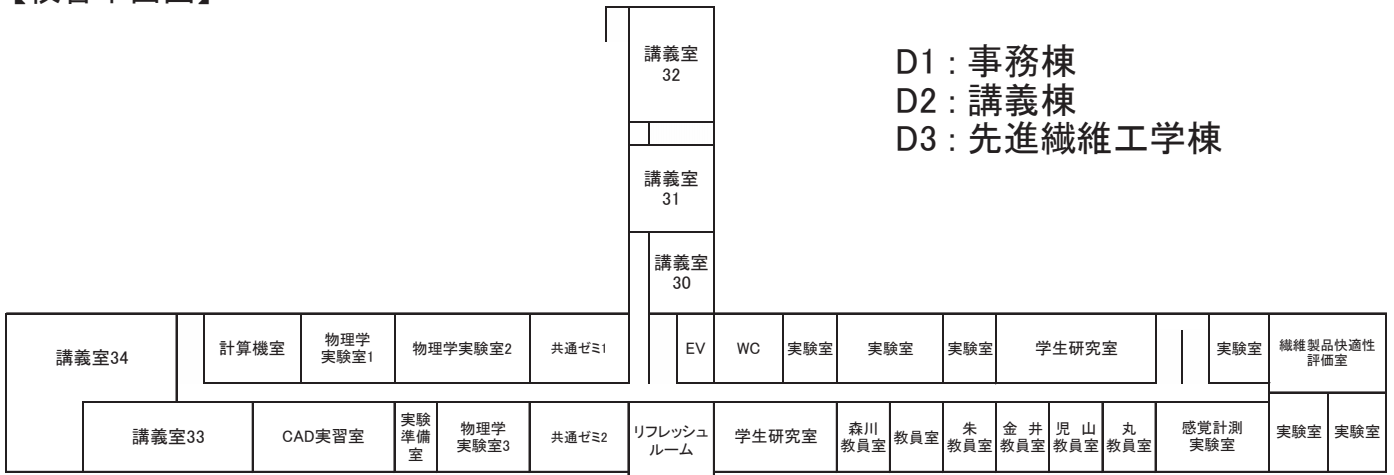 講義室
32
D1：事務棟
D2：講義棟
D3：先進繊維工学棟
講義室
31
講義室
30
講義室34
計算機室
物理学
実験室1
物理学実験室2
共通ゼミ1
EV
WC
実験室
実験室
実験室
学生研究室
実験室
繊維製品快適性
評価室
講義室33
CAD実習室
実験
準備
室
物理学
実験室3
共通ゼミ2
リフレッシュ
ルーム
学生研究室
森川
教員室
教員室
朱
教員室
金 井
教員室
児 山
教員室
丸
教員室
感覚計測
実験室
実験室
実験室